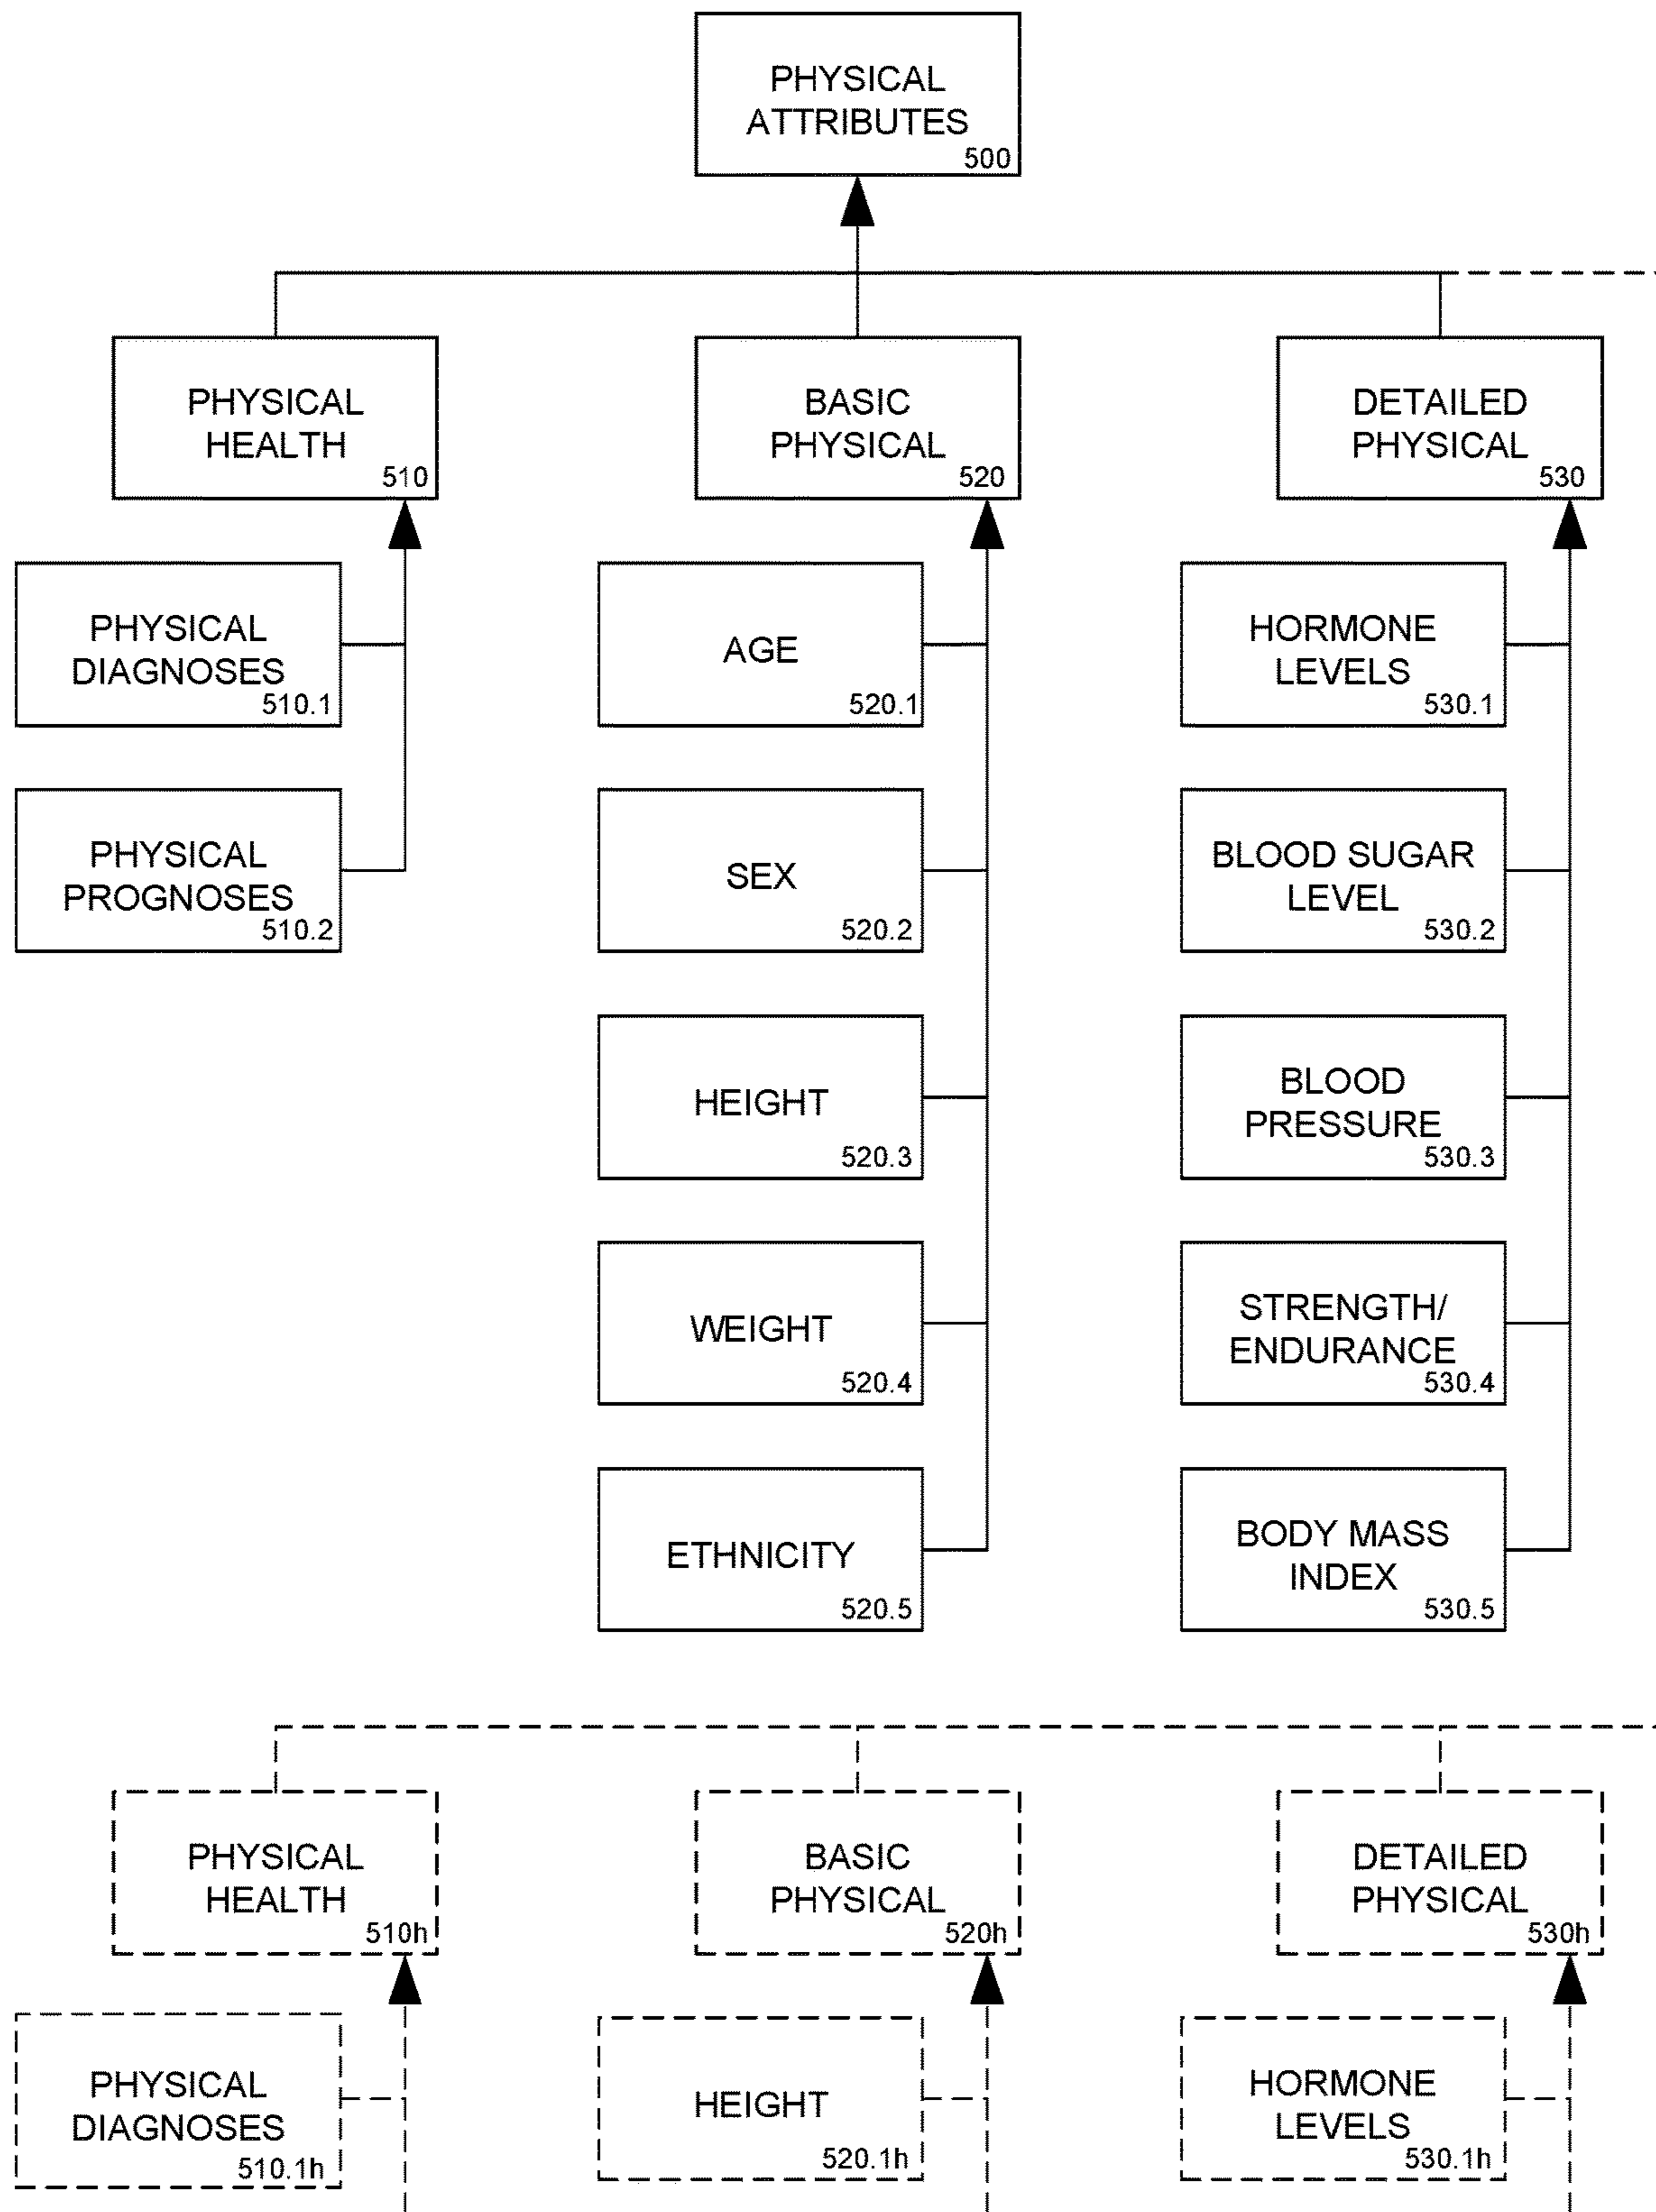 PHYSICAL
ATTRIBUTES
500
PHYSICAL
HEALTH
510
BASIC
PHYSICAL
520
DETAILED
PHYSICAL
530
PHYSICAL
DIAGNOSES
510.1
AGE
520.1
HORMONE
LEVELS
530.1
PHYSICAL
PROGNOSES
510.2
SEX
520.2
BLOOD SUGAR
LEVEL
530.2
HEIGHT
520.3
BLOOD
PRESSURE
530.3
WEIGHT
520.4
STRENGTH/
ENDURANCE
530.4
ETHNICITY
520.5
BODY MASS
INDEX
530.5
PHYSICAL
HEALTH
510h
BASIC
PHYSICAL
520h
DETAILED
PHYSICAL
530h
PHYSICAL
DIAGNOSES
510.1h
HEIGHT
520.1h
HORMONE
LEVELS
530.1h